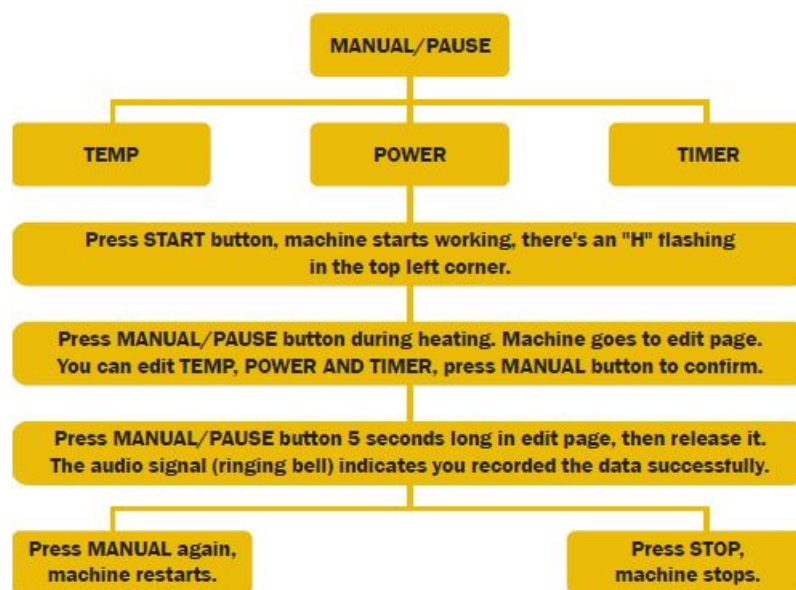 MANUAL/PAUSE
TEMP
POWER
TIMER
Press START button, machine starts working, there's an "H" flashing
in the top left corner.
Press MANUAL/PAUSE button during heating. Machine goes to edit page.
You can edit TEMP, POWER AND TIMER, press MANUAL button to confirm.
Press MANUAL/PAUSE button 5 seconds long in edit page, then release it.
The audio signal (ringing bell) indicates you recorded the data successfully.
Press MANUAL again,
machine restarts.
Press STOP,
machine stops.